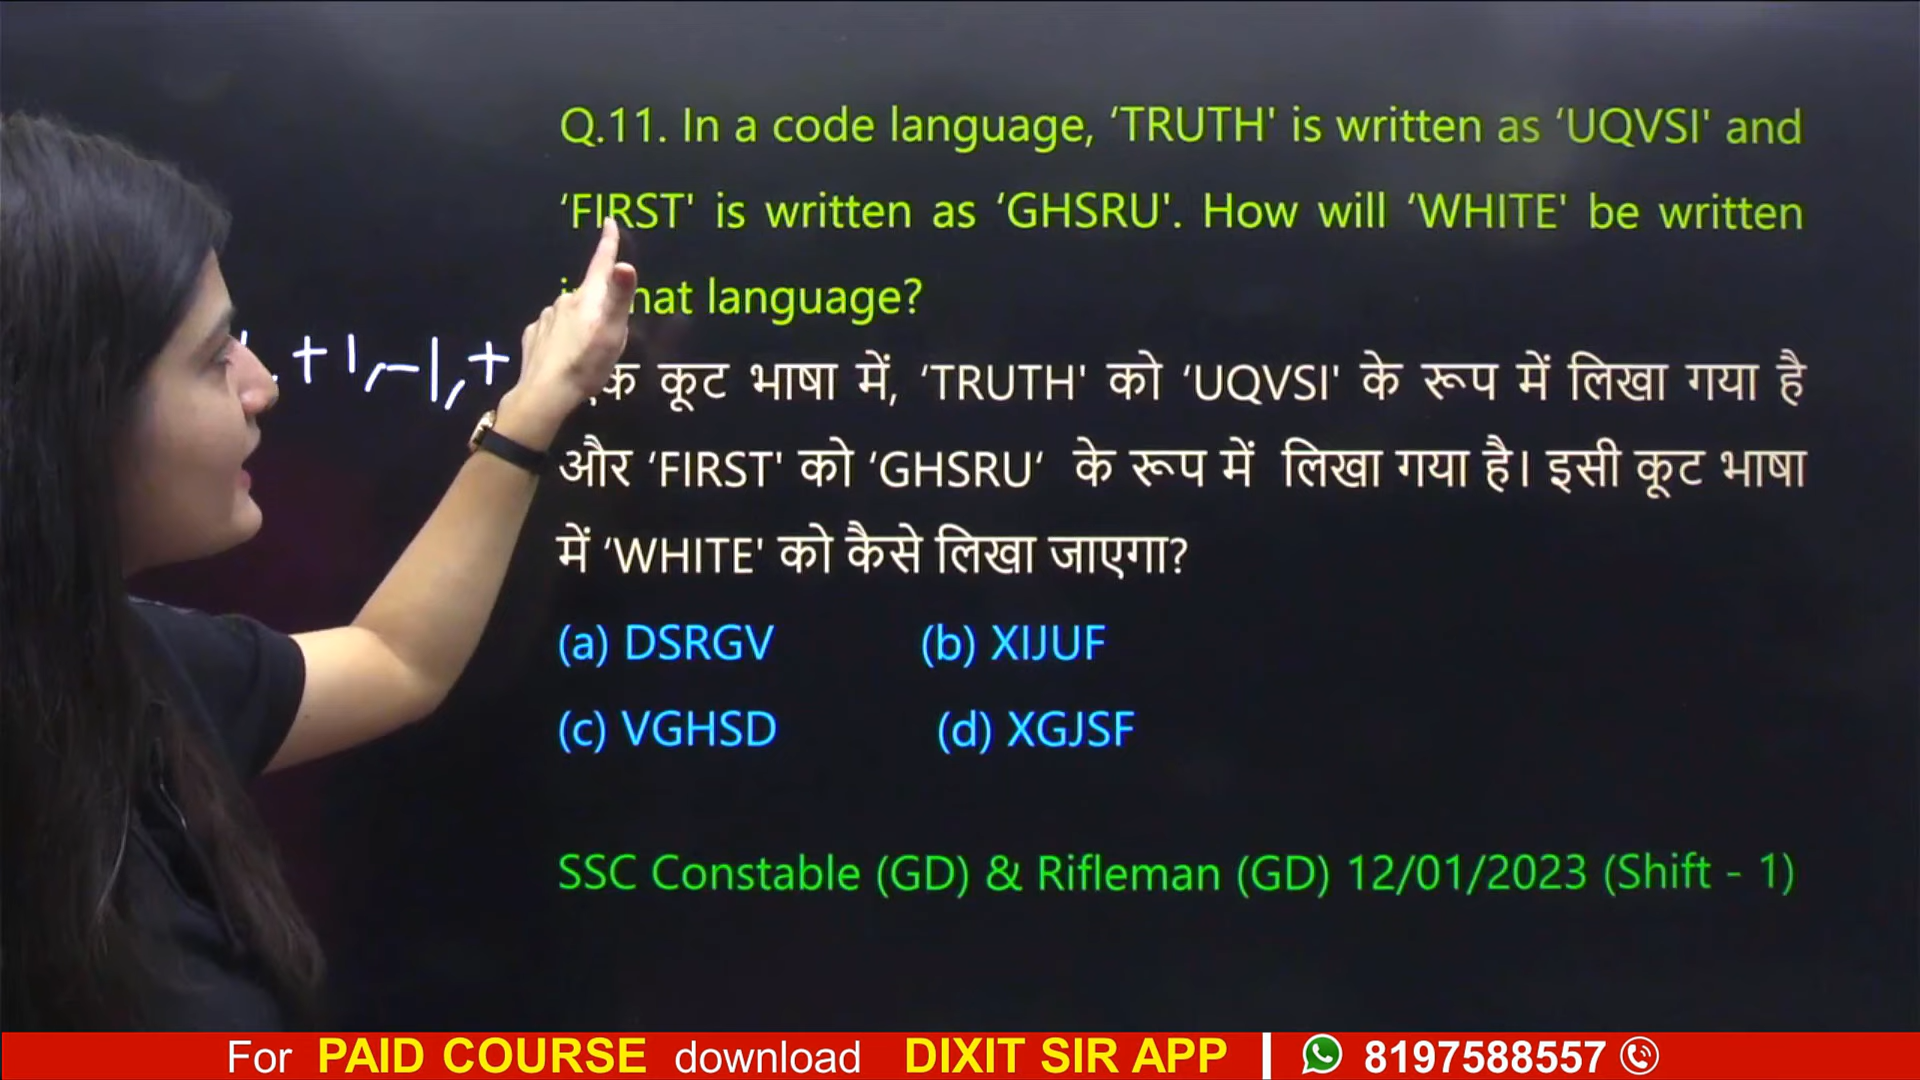 Q.11. In a code language, ‘TRUTH' is written as ‘UQVSI' and
‘FIRST' is written as ‘GHSRU'. How will ‘WHITE' be written
language?
+1,-1,+
कूट भाषा में, ‘TRUTH' को ‘UQVSI' के रूप में लिखा गया है
और ‘FIRST' को ‘GHSRU‘ के रूप में लिखा गया है। इसी कूट भाषा
में ‘WHITE' को कैसे लिखा जाएगा?
(a) DSRGV (b) XIJUF
(c) VGHSD (d) XGJSF
SSC Constable (GD) & Rifleman (GD) 12/01/2023 (Shift - 1)
For PAID COURSE download DIXIT SIR APP | 8197588557